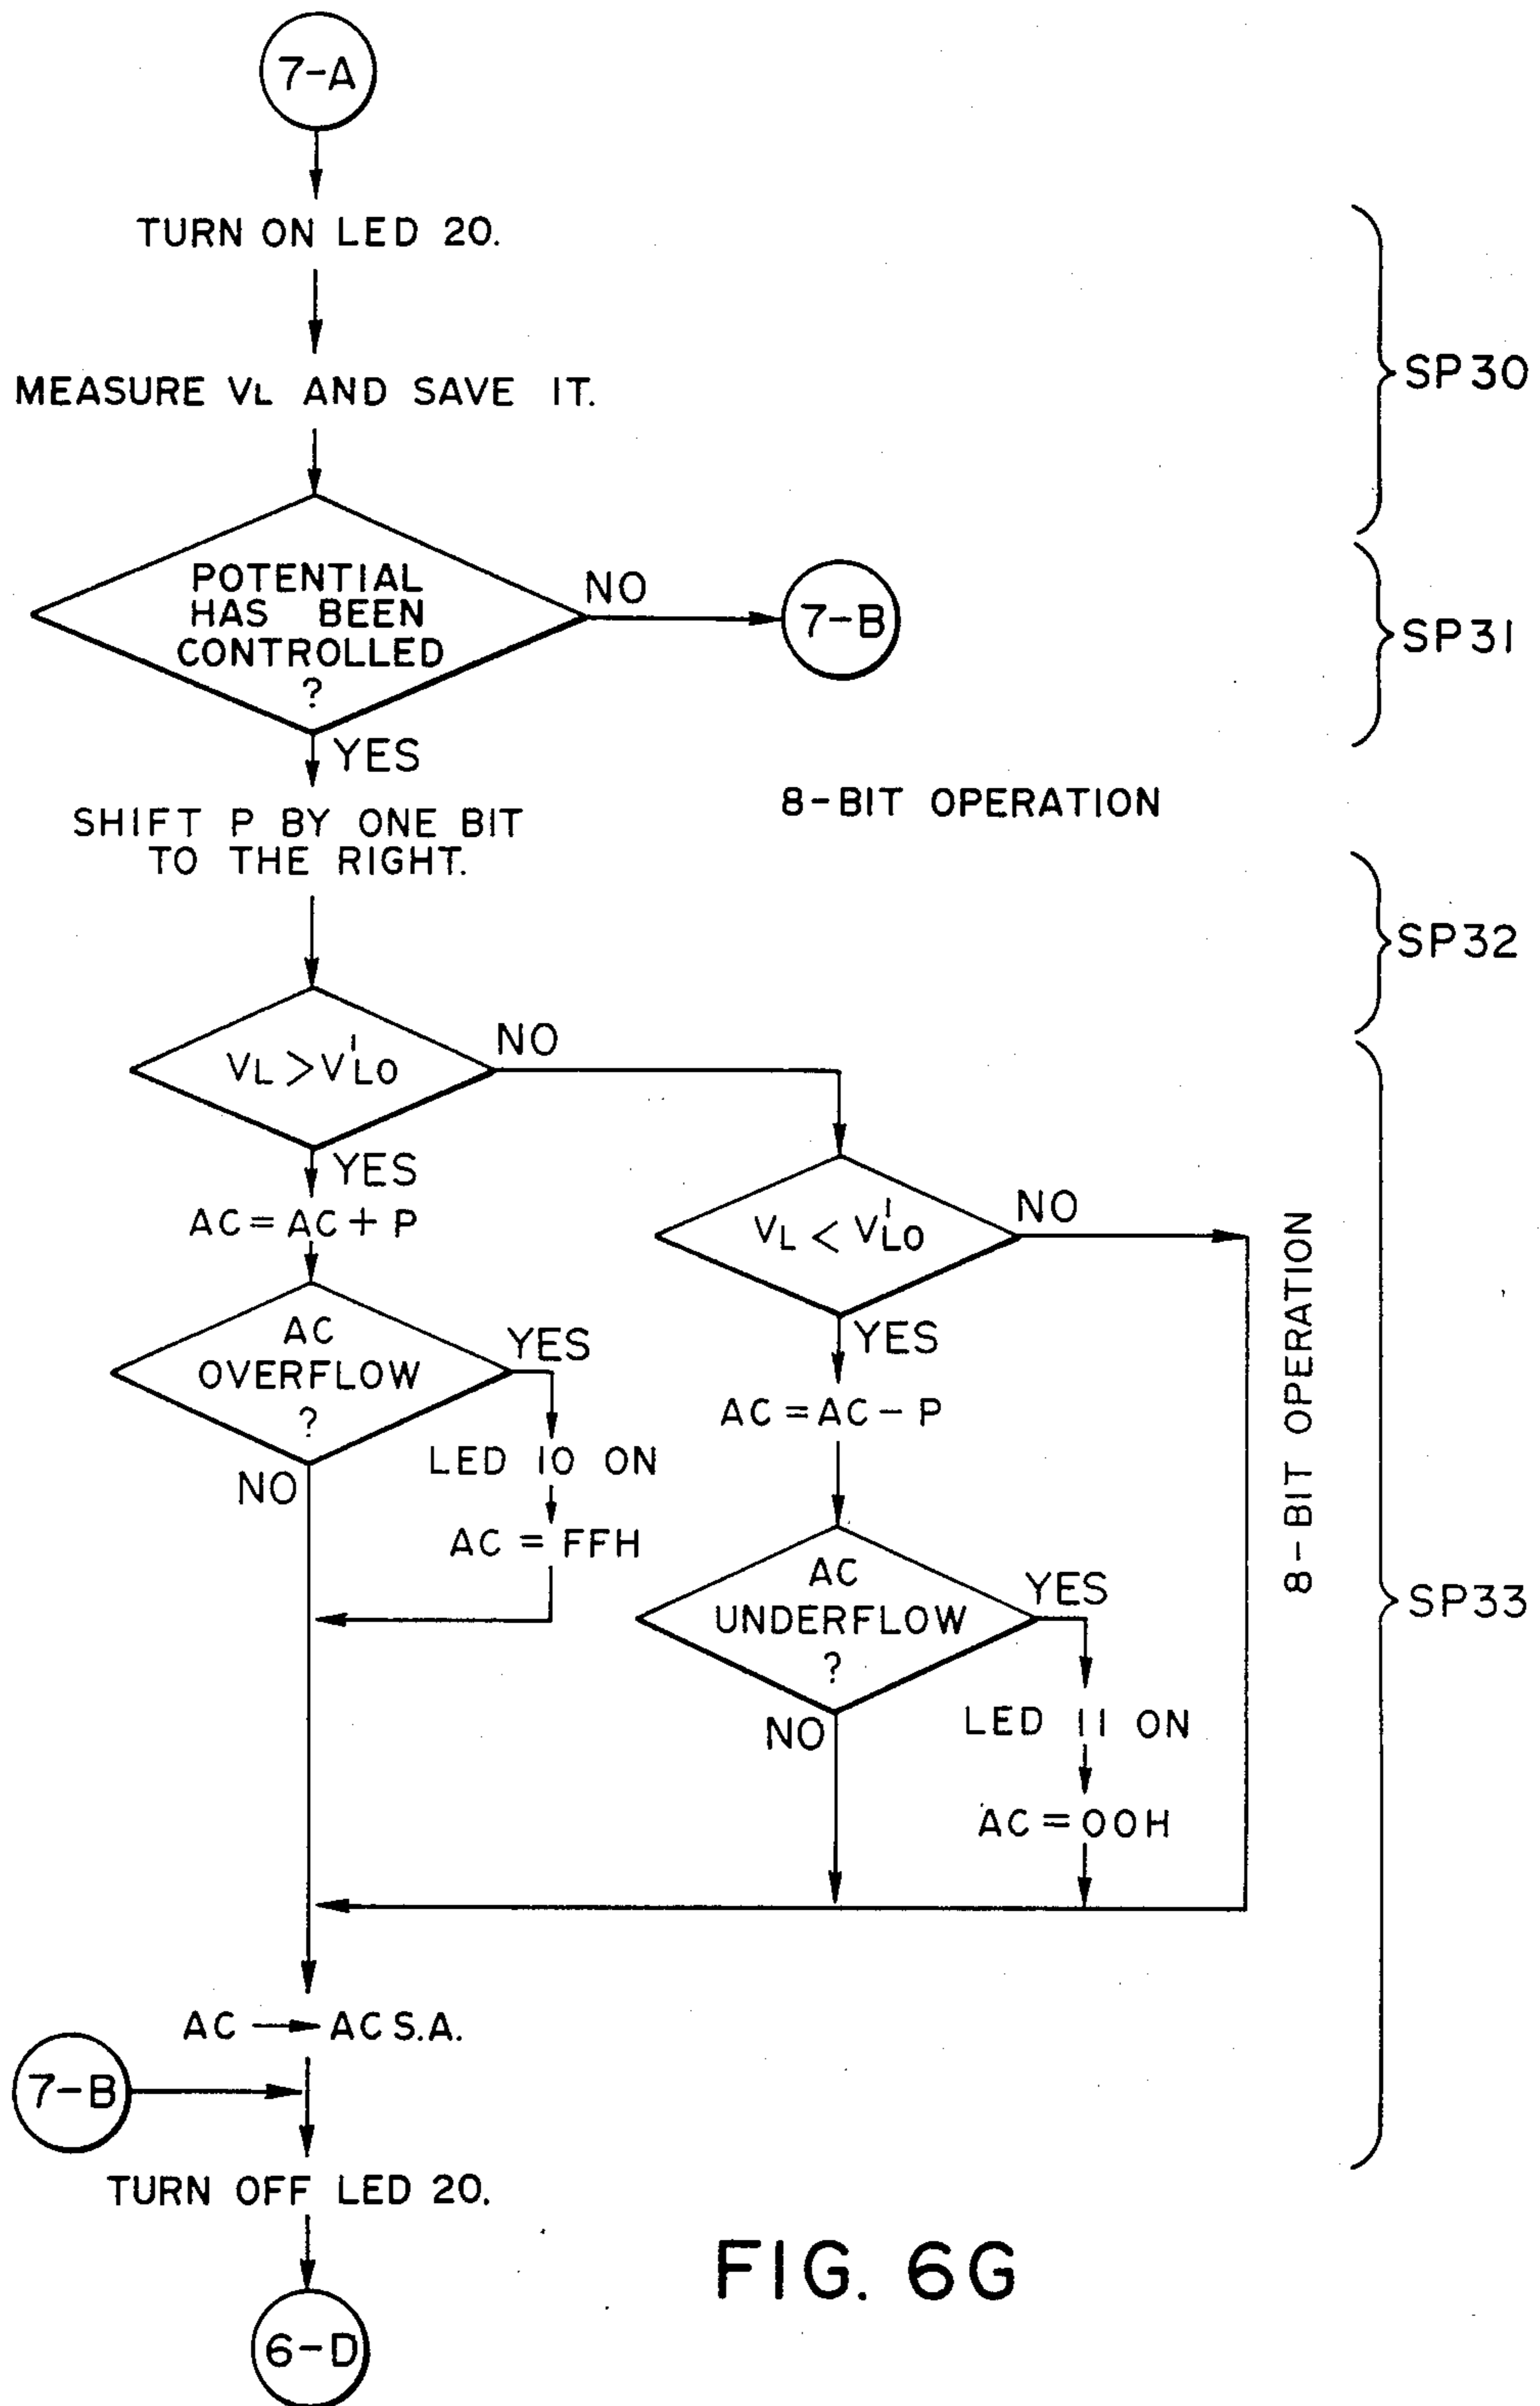 7-A
TURN ON LED 20.
MEASURE VL AND SAVE IT.
SP30
POTENTIAL
HAS BEEN
CONTROLLED
?
NO
7-B
SP31
YES
SHIFT P BY ONE BIT
TO THE RIGHT.
8-BIT OPERATION
SP32
VL > V'LO
NO
YES
AC = AC + P
VL < V'LO
NO
YES
AC
OVERFLOW
?
YES
NO
LED 10 ON
AC = FFH
AC = AC - P
AC
UNDERFLOW
?
YES
NO
LED 11 ON
AC = 00H
8-BIT OPERATION
SP33
AC → AC S.A.
7-B
TURN OFF LED 20.
6-D
FIG. 6G